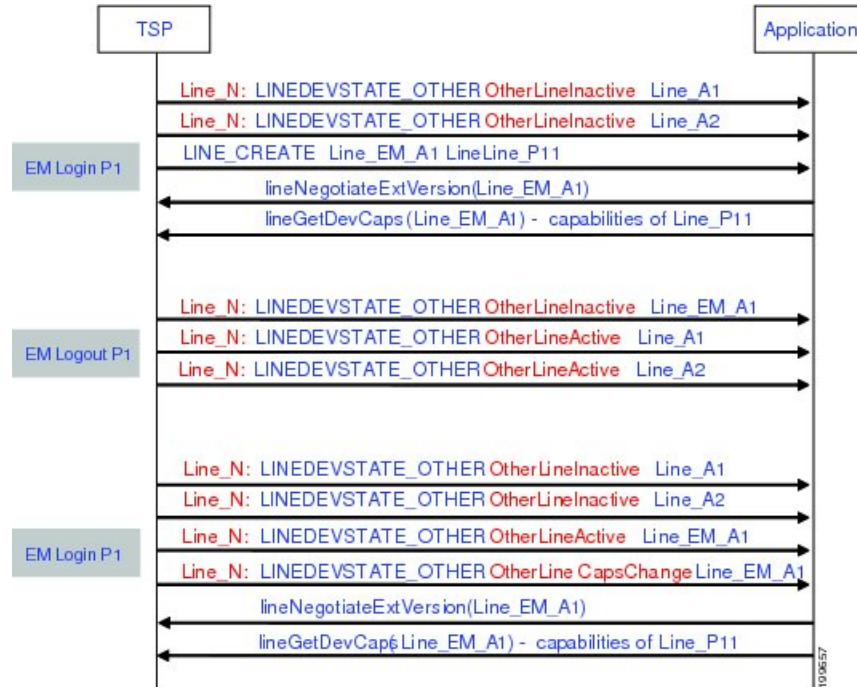 TSP
Application
Line_N: LINEDEVSTATE_OTHER OtherLineInactive Line_A1
Line_N: LINEDEVSTATE_OTHER OtherLineInactive Line_A2
EM Login P1
LINE_CREATE Line_EM_A1 LineLine_P11
lineNegotiateExtVersion(Line_EM_A1)
lineGetDevCaps (Line_EM_A1) - capabilities of Line_P11
Line_N: LINEDEVSTATE_OTHER OtherLineInactive Line_EM_A1
EM Logout P1
Line_N: LINEDEVSTATE_OTHER OtherLineActive Line_A1
Line_N: LINEDEVSTATE_OTHER OtherLineActive Line_A2
Line_N: LINEDEVSTATE_OTHER OtherLineInactive Line_A1
Line_N: LINEDEVSTATE_OTHER OtherLineInactive Line_A2
EM Login P1
Line_N: LINEDEVSTATE_OTHER OtherLineActive Line_EM_A1
Line_N: LINEDEVSTATE_OTHER OtherLine CapsChange Line_EM_A1
lineNegotiateExtVersion(Line_EM_A1)
lineGetDevCaps(Line_EM_A1) - capabilities of Line_P11
199657